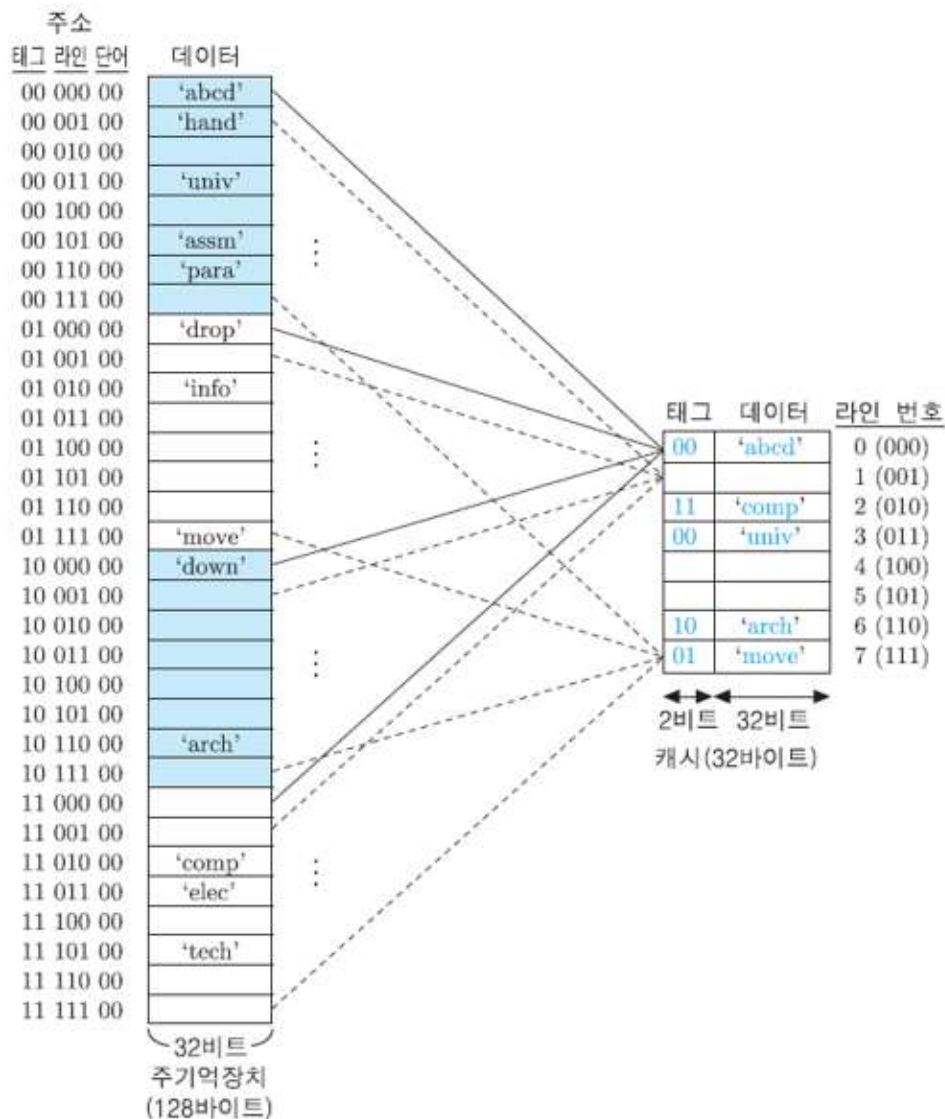 주소
태그 라인 단어 데이터
00 000 00 ‘abcd’
00 001 00 ‘hand’
00 010 00
00 011 00 ‘univ’
00 100 00
00 101 00 ‘assm’
00 110 00 ‘para’
00 111 00
01 000 00 ‘drop’
01 001 00
01 010 00 ‘info’
01 011 00
01 100 00
01 101 00
01 110 00
01 111 00 ‘move’
10 000 00 ‘down’
10 001 00
10 010 00
10 011 00
10 100 00
10 101 00
10 110 00 ‘arch’
10 111 00
11 000 00
11 001 00
11 010 00 ‘comp’
11 011 00 ‘elec’
11 100 00
11 101 00 ‘tech’
11 110 00
11 111 00
32비트
주기억장치
(128바이트)
태그 데이터 라인 번호
00 ‘abcd’ 0 (000)
1 (001)
11 ‘comp’ 2 (010)
00 ‘univ’ 3 (011)
4 (100)
5 (101)
10 ‘arch’ 6 (110)
01 ‘move’ 7 (111)
2비트 32비트
캐시(32바이트)